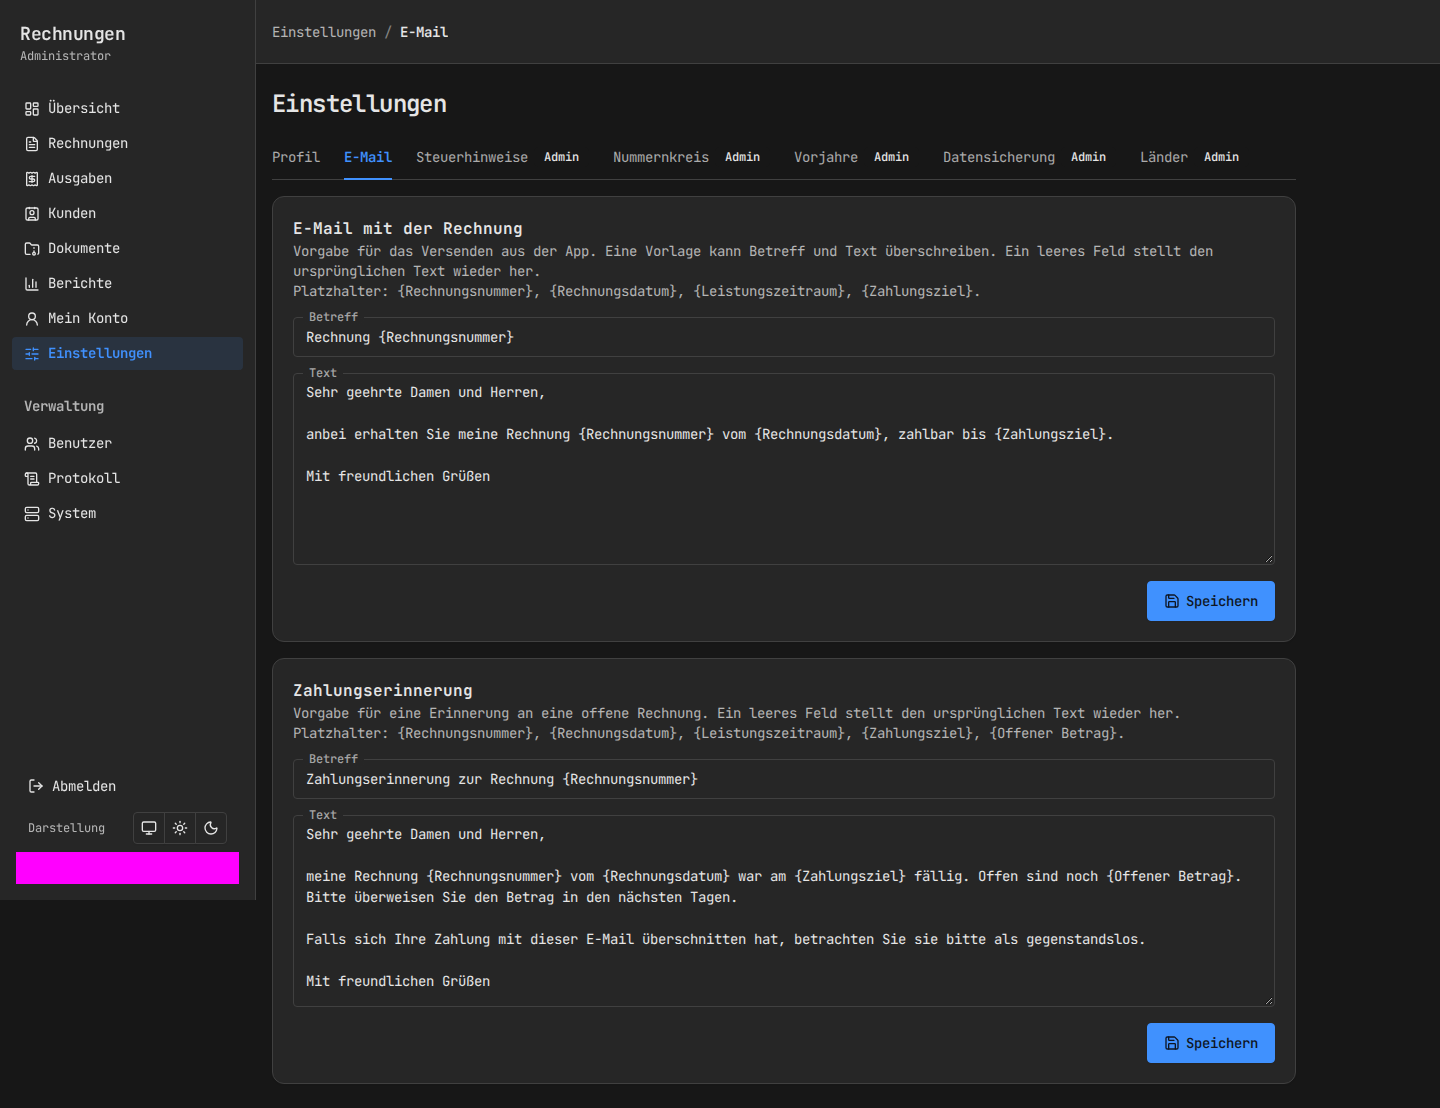 Rechnungen
Administrator
Übersicht
Rechnungen
Ausgaben
Kunden
Dokumente
Berichte
Mein Konto
Einstellungen
Verwaltung
Benutzer
Protokoll
System
Abmelden
Darstellung
Einstellungen / E-Mail
Einstellungen
Profil E-Mail Steuerhinweise Admin Nummernkreis Admin Vorjahre Admin Datensicherung Admin Länder Admin
E-Mail mit der Rechnung
Vorgabe für das Versenden aus der App. Eine Vorlage kann Betreff und Text überschreiben. Ein leeres Feld stellt den
ursprünglichen Text wieder her.
Platzhalter: {Rechnungsnummer}, {Rechnungsdatum}, {Leistungszeitraum}, {Zahlungsziel}.
Betreff
Rechnung {Rechnungsnummer}
Text
Sehr geehrte Damen und Herren,
anbei erhalten Sie meine Rechnung {Rechnungsnummer} vom {Rechnungsdatum}, zahlbar bis {Zahlungsziel}.
Mit freundlichen Grüßen
Speichern
Zahlungserinnerung
Vorgabe für eine Erinnerung an eine offene Rechnung. Ein leeres Feld stellt den ursprünglichen Text wieder her.
Platzhalter: {Rechnungsnummer}, {Rechnungsdatum}, {Leistungszeitraum}, {Zahlungsziel}, {Offener Betrag}.
Betreff
Zahlungserinnerung zur Rechnung {Rechnungsnummer}
Text
Sehr geehrte Damen und Herren,
meine Rechnung {Rechnungsnummer} vom {Rechnungsdatum} war am {Zahlungsziel} fällig. Offen sind noch {Offener Betrag}.
Bitte überweisen Sie den Betrag in den nächsten Tagen.
Falls sich Ihre Zahlung mit dieser E-Mail überschnitten hat, betrachten Sie sie bitte als gegenstandslos.
Mit freundlichen Grüßen
Speichern